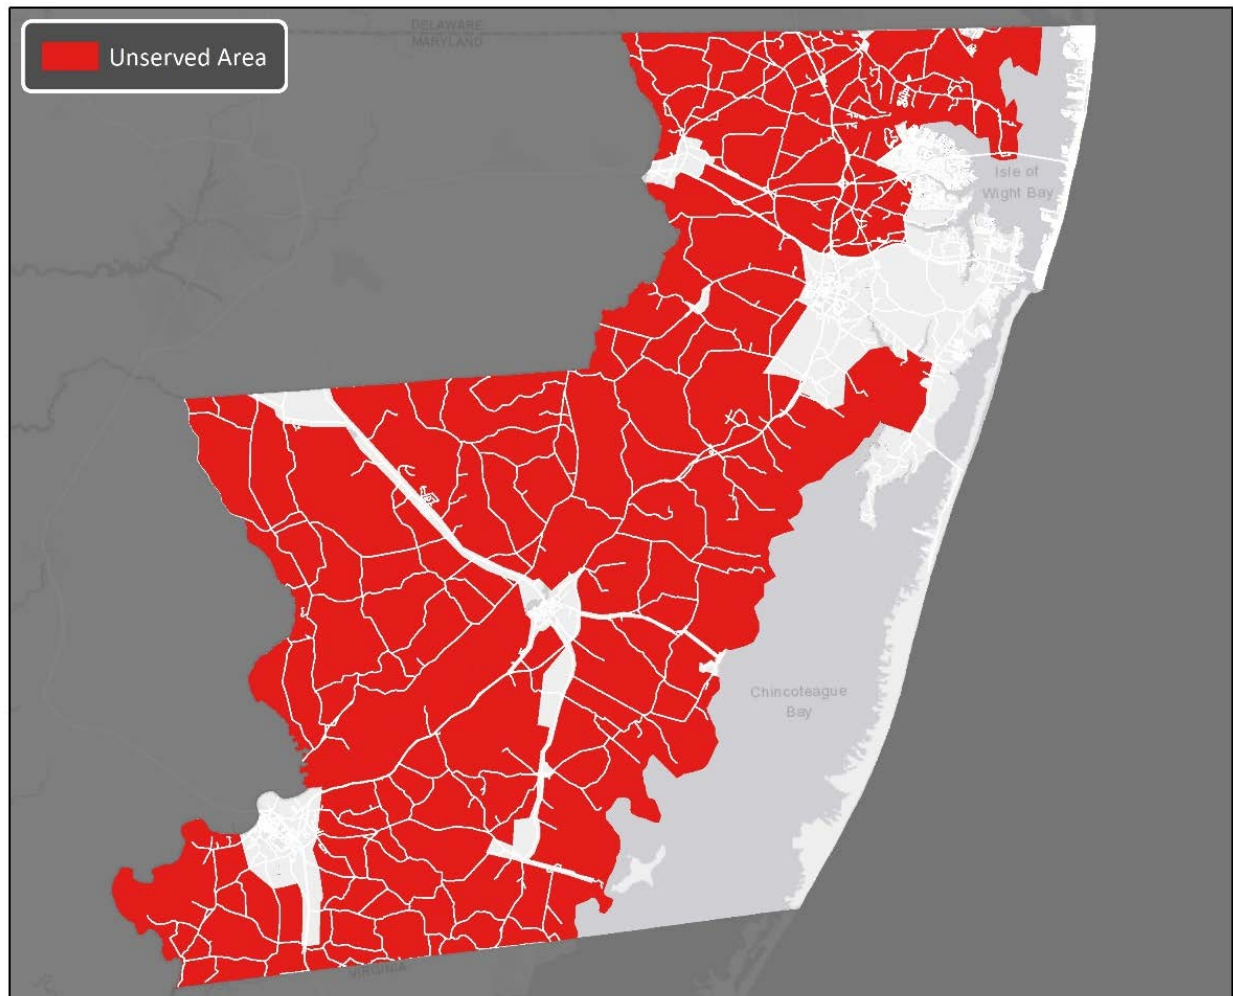 DELAWARE
MARYLAND
Unserved Area
Isle of
Wight Bay
Chincoteague
Bay
VIRGINIA